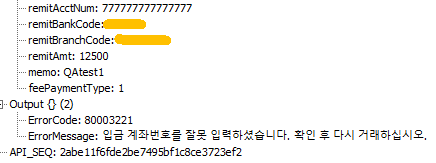 remitAcctNum: 77777777777777
remitBankCode:
remitBranchCode:
remitAmt: 12500
memo: QAtest1
feePaymentType: 1
Output {} (2)
ErrorCode: 80003221
ErrorMessage: 입금 계좌번호를 잘못 입력하셨습니다. 확인 후 다시 거래하십시오.
API_SEQ: 2abe11f6fde2be7495bf1c8ce3723ef2